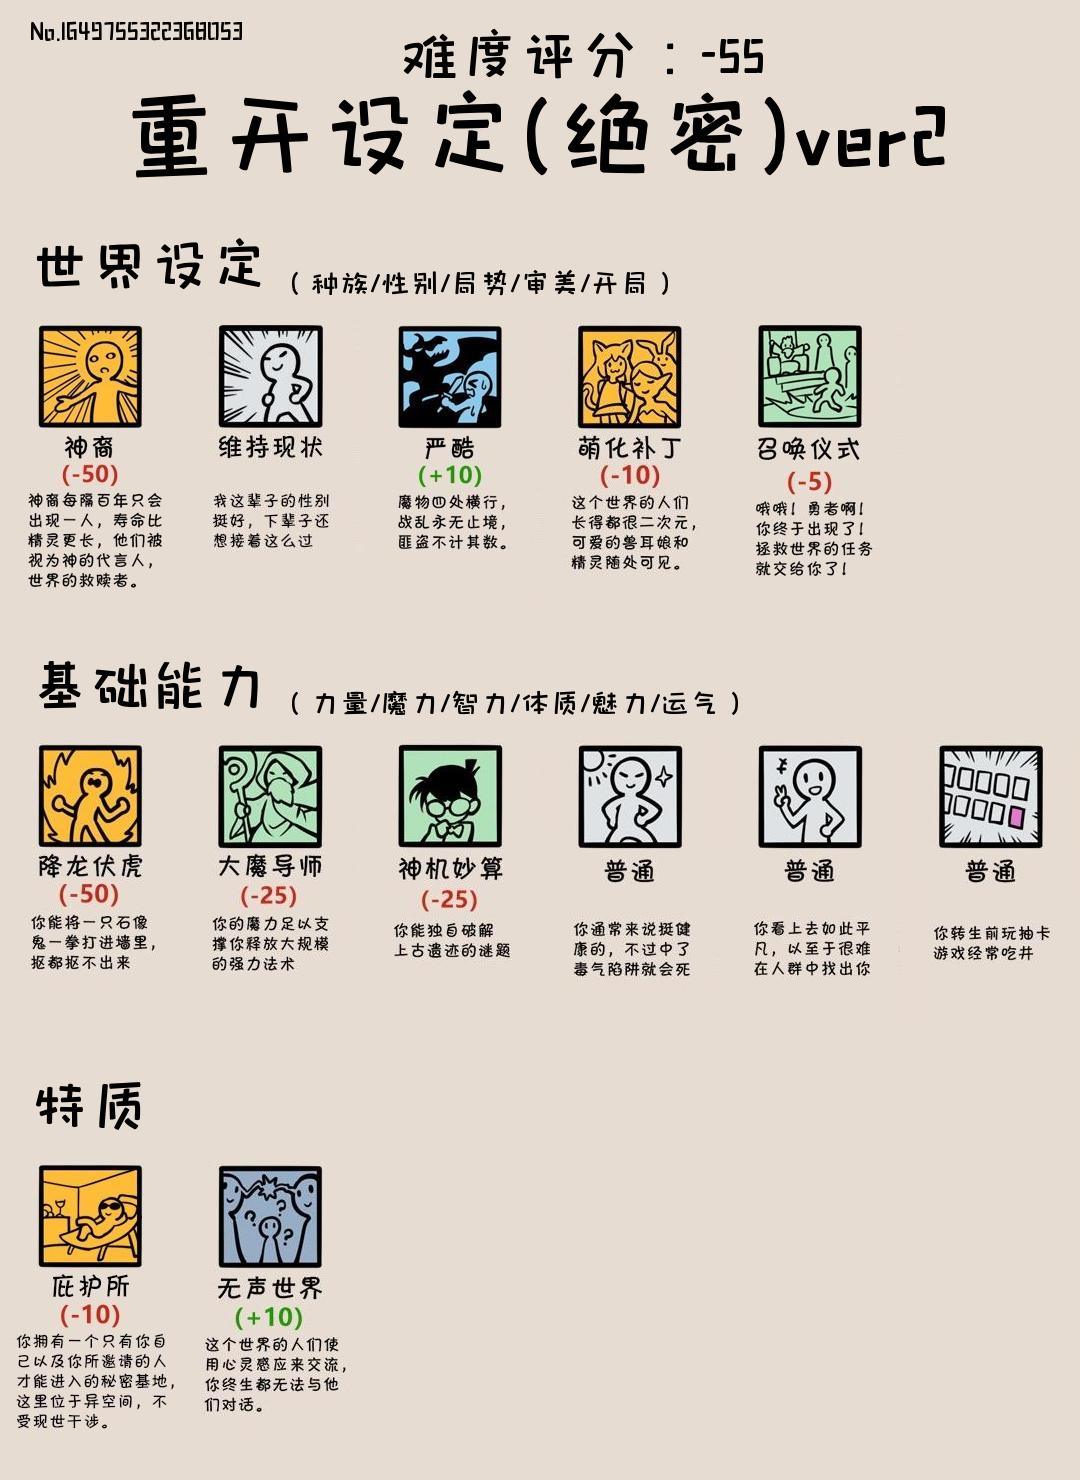 No.1649755322368053
难度评分：-55
重开设定(绝密)ver2
世界设定（种族/性别/局势/审美/开局）
神裔
(-50)
神裔每隔百年只会
出现一人，寿命比
精灵更长，他们被
视为神的代言人，
世界的救赎者。
维持现状
我这辈子的性别
挺好，下辈子还
想接着这么过
严酷
(+10)
魔物四处横行，
战乱永无止境，
匪盗不计其数。
萌化补丁
(-10)
这个世界的人们
长得都很二次元，
可爱的兽耳娘和
精灵随处可见。
召唤仪式
(-5)
哦哦！勇者啊！
你终于出现了！
拯救世界的任务
就交给你了！
基础能力（力量/魔力/智力/体质/魅力/运气）
降龙伏虎
(-50)
你能将一只石像
鬼一拳打进墙里，
抠都抠不出来
大魔导师
(-25)
你的魔力足以支
撑你释放大规模
的强力法术
神机妙算
(-25)
你能独自破解
上古遗迹的谜题
普通
你通常来说挺健
康的，不过中了
毒气陷阱就会死
普通
你看上去如此平
凡，以至于很难
在人群中找出你
普通
你转生前玩抽卡
游戏经常吃井
特质
庇护所
(-10)
你拥有一个只有你自
己以及你所邀请的人
才能进入的秘密基地，
这里位于异空间，不
受现世干涉。
无声世界
(+10)
这个世界的人们使
用心灵感应来交流，
你终生都无法与他
们对话。